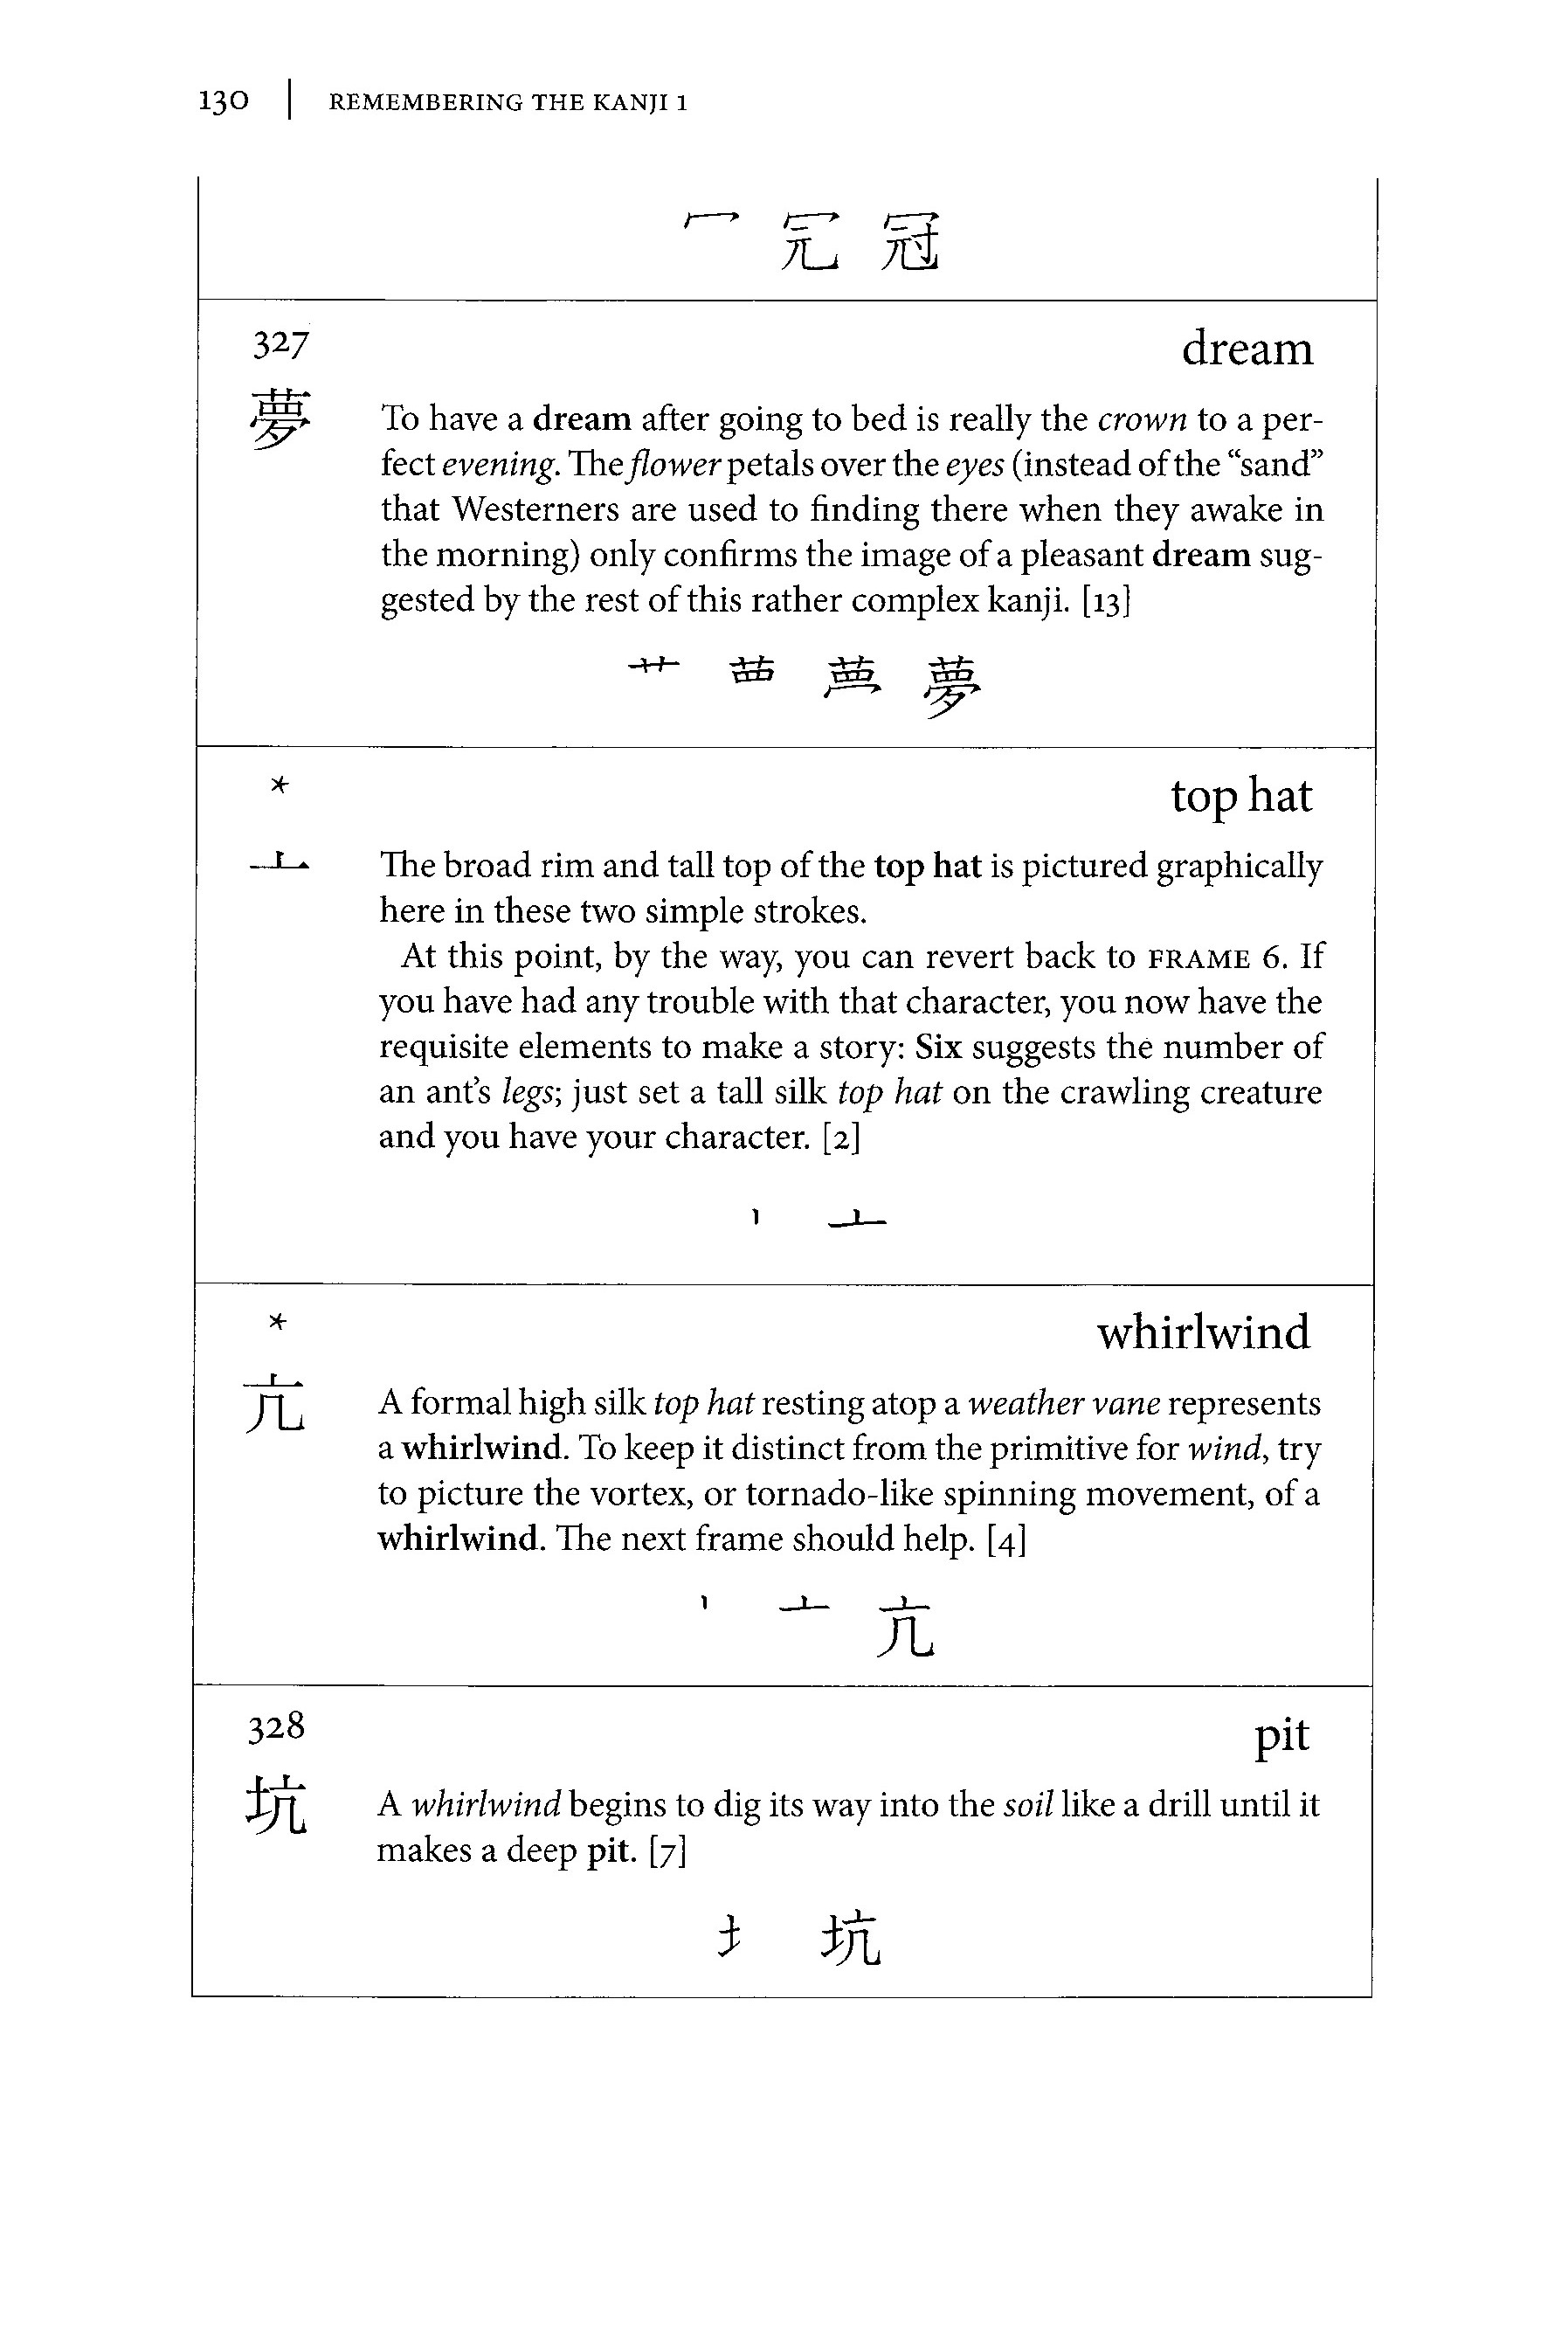 130 | REMEMBERING THE KANJI 1
冖 㝴 冠
327 dream
夢 To have a dream after going to bed is really the crown to a per-
fect evening. The flower petals over the eyes (instead of the “sand”
that Westerners are used to finding there when they awake in
the morning) only confirms the image of a pleasant dream sug-
gested by the rest of this rather complex kanji. [13]
艹 夢
* top hat
亠 The broad rim and tall top of the top hat is pictured graphically
here in these two simple strokes.
At this point, by the way, you can revert back to FRAME 6. If
you have had any trouble with that character, you now have the
requisite elements to make a story: Six suggests the number of
an ant’s legs; just set a tall silk top hat on the crawling creature
and you have your character. [2]
丶 亠
* whirlwind
亢 A formal high silk top hat resting atop a weather vane represents
a whirlwind. To keep it distinct from the primitive for wind, try
to picture the vortex, or tornado-like spinning movement, of a
whirlwind. The next frame should help. [4]
丶 亠 亢
328 pit
坑 A whirlwind begins to dig its way into the soil like a drill until it
makes a deep pit. [7]
土 坑